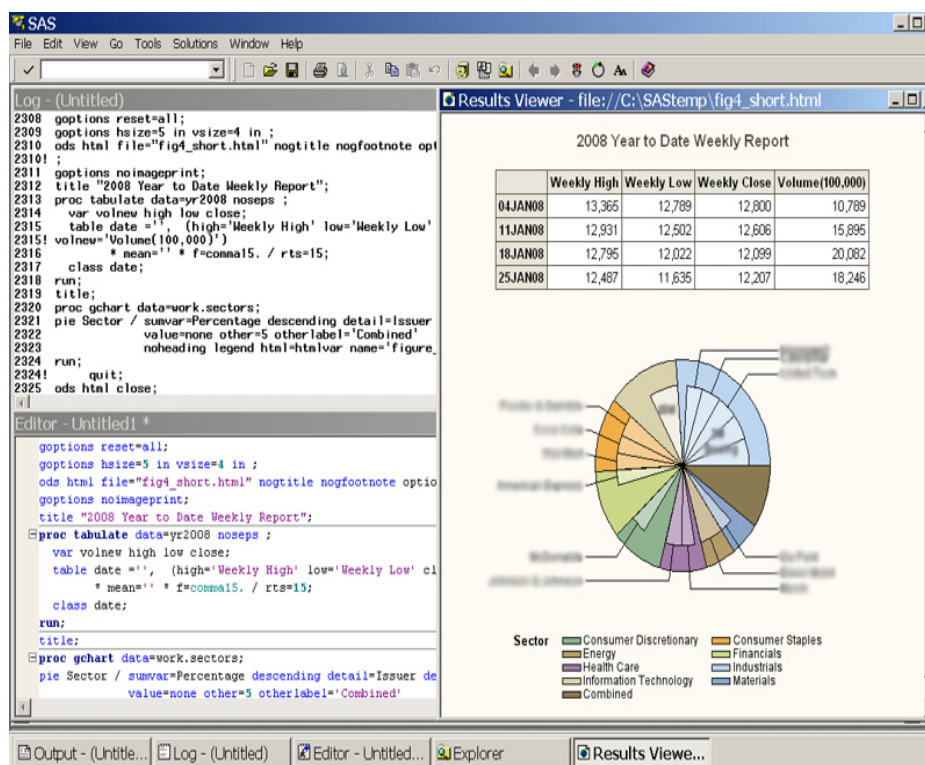 SAS
File Edit View Go Tools Solutions Window Help
Log - (Untitled)
2308 goptions reset=all;
2309 goptions hsize=5 in vsize=4 in ;
2310 ods html file="fig4_short.html" nogtitle nogfootnote opt
2310! ;
2311 goptions noimageprint;
2312 title "2008 Year to Date Weekly Report";
2313 proc tabulate data=yr2008 noseps ;
2314 var volnew high low close;
2315 table date ='', (high='Weekly High' low='Weekly Low'
2315! volnew='Volume(100,000)')
2316 * mean='' * f=comma15. / rts=15;
2317 class date;
2318 run;
2319 title;
2320 proc gchart data=work.sectors;
2321 pie Sector / sumvar=Percentage descending detail=Issuer
2322 value=none other=5 otherlabel='Combined'
2323 noheading legend html=htmlvar name='figure_
2324 run;
2324! quit;
2325 ods html close;
Editor - Untitled1 *
goptions reset=all;
goptions hsize=5 in vsize=4 in ;
ods html file="fig4_short.html" nogtitle nogfootnote optio
goptions noimageprint;
title "2008 Year to Date Weekly Report";
proc tabulate data=yr2008 noseps ;
var volnew high low close;
table date ='', (high='Weekly High' low='Weekly Low' cl
* mean='' * f=comma15. / rts=15;
class date;
run;
title;
proc gchart data=work.sectors;
pie Sector / sumvar=Percentage descending detail=Issuer de
value=none other=5 otherlabel='Combined'
Results Viewer - file://C:\SAStemp\fig4_short.html
2008 Year to Date Weekly Report
Weekly High Weekly Low Weekly Close Volume(100,000)
04JAN08 13,365 12,789 12,800 10,789
11JAN08 12,931 12,502 12,606 15,895
18JAN08 12,795 12,022 12,099 20,082
25JAN08 12,487 11,635 12,207 18,246
American Express
McDonalds
Johnson & Johnson
Sector Consumer Discretionary Consumer Staples
Energy Financials
Health Care Industrials
Information Technology Materials
Combined
Output - (Untitle... Log - (Untitled) Editor - Untitled... Explorer Results Viewe...